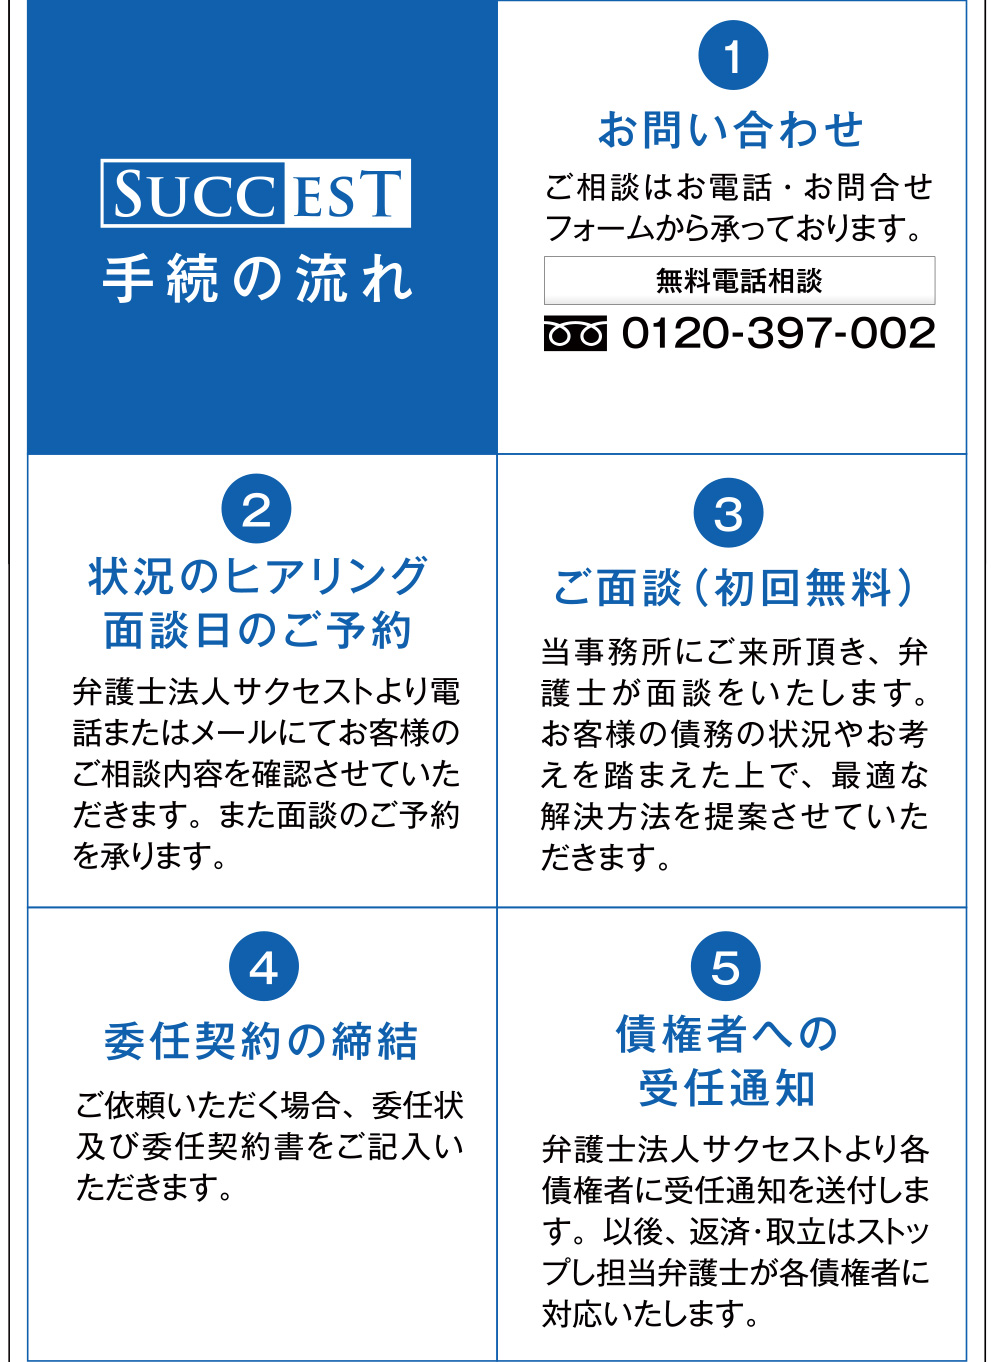 SUCCEST
手続の流れ
1
お問い合わせ
ご相談はお電話・お問合せ
フォームから承っております。
無料電話相談
0120-397-002
2
状況のヒアリング
面談日のご予約
弁護士法人サクセストより電
話またはメールにてお客様の
ご相談内容を確認させていた
だきます。また面談のご予約
を承ります。
3
ご面談(初回無料)
当事務所にご来所頂き、弁
護士が面談をいたします。
お客様の債務の状況やお考
えを踏まえた上で、最適な
解決方法を提案させていた
だきます。
4
委任契約の締結
ご依頼いただく場合、委任状
及び委任契約書をご記入い
ただきます。
5
債権者への
受任通知
弁護士法人サクセストより各
債権者に受任通知を送付しま
す。以後、返済・取立はストッ
プし担当弁護士が各債権者に
対応いたします。